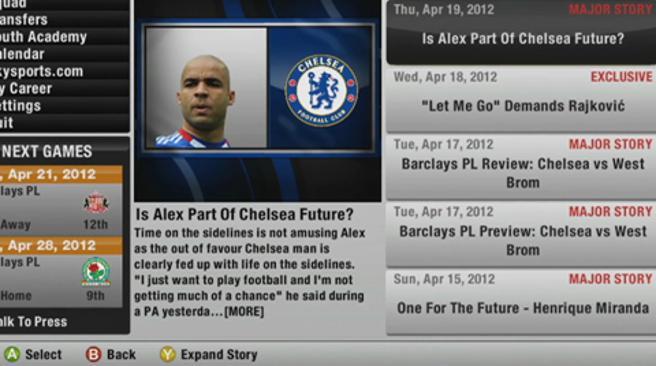 quad
ansfers
outh Academy
alendar
kysports.com
y Career
ettings
uit
NEXT GAMES
, Apr 21, 2012
lays PL
Away 12th
, Apr 28, 2012
lays PL
Home 9th
alk To Press
CHELSEA
FOOTBALL CLUB
Is Alex Part Of Chelsea Future?
Time on the sidelines is not amusing Alex
as the out of favour Chelsea man is
clearly fed up with life on the sidelines.
"I just want to play football and I'm not
getting much of a chance" he said during
a PA yesterda...[MORE]
Thu, Apr 19, 2012 MAJOR STORY
Is Alex Part Of Chelsea Future?
Wed, Apr 18, 2012 EXCLUSIVE
"Let Me Go" Demands Rajković
Tue, Apr 17, 2012 MAJOR STORY
Barclays PL Review: Chelsea vs West
Brom
Tue, Apr 17, 2012 MAJOR STORY
Barclays PL Preview: Chelsea vs West
Brom
Sun, Apr 15, 2012 MAJOR STORY
One For The Future - Henrique Miranda
A Select B Back Y Expand Story